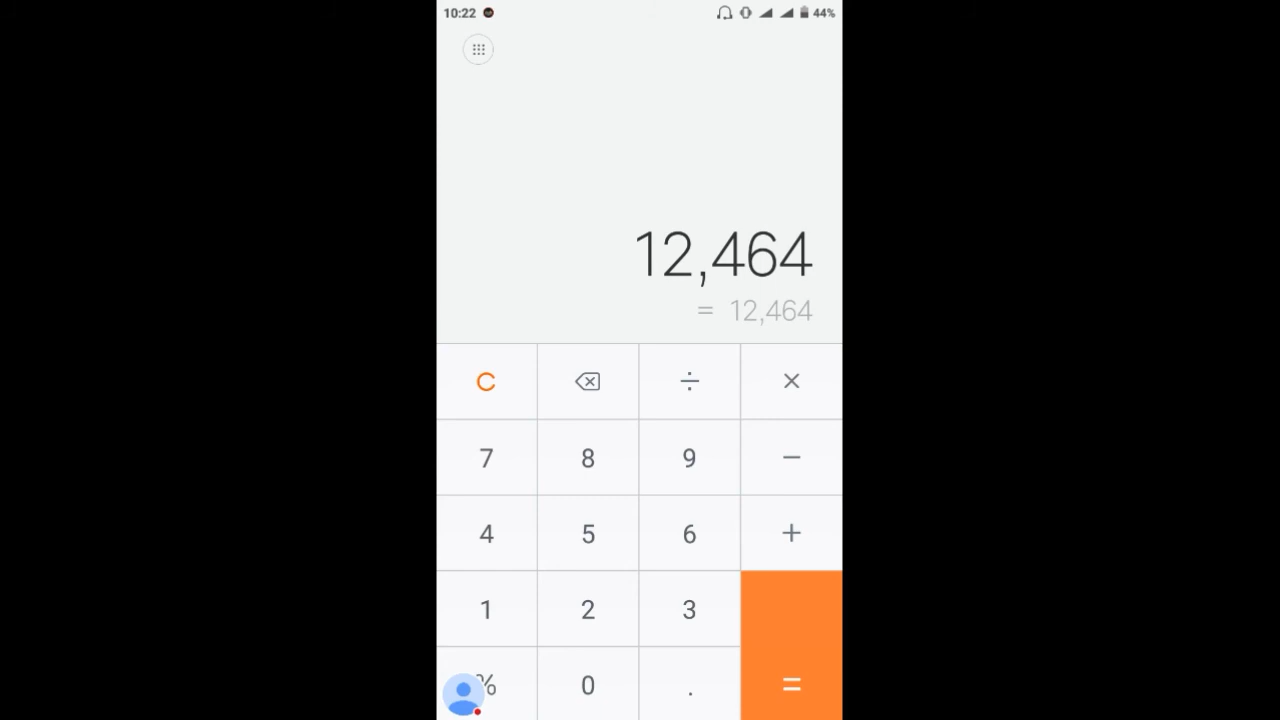 10:22 44%
12,464
= 12,464
C ÷ ×
7 8 9 −
4 5 6 +
1 2 3
% 0 . =